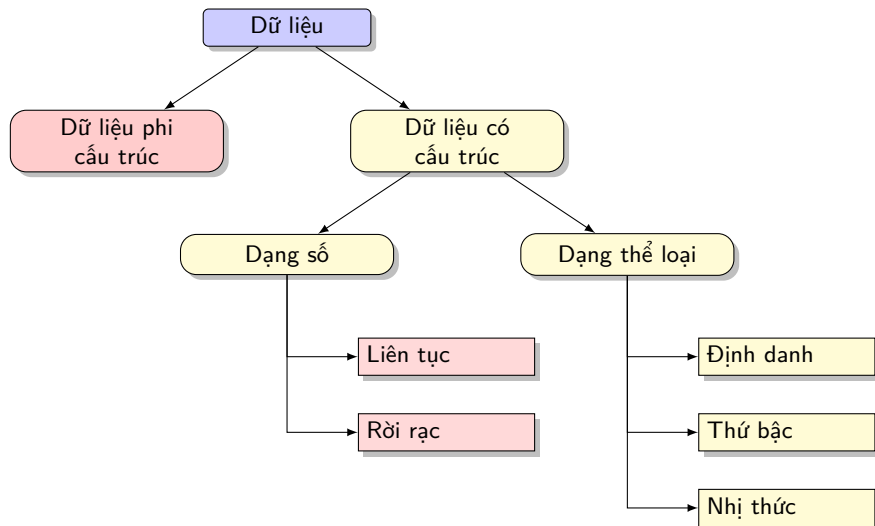 Dữ liệu
Dữ liệu phi
cấu trúc
Dữ liệu có
cấu trúc
Dạng số
Dạng thể loại
Liên tục
Định danh
Rời rạc
Thứ bậc
Nhị thức